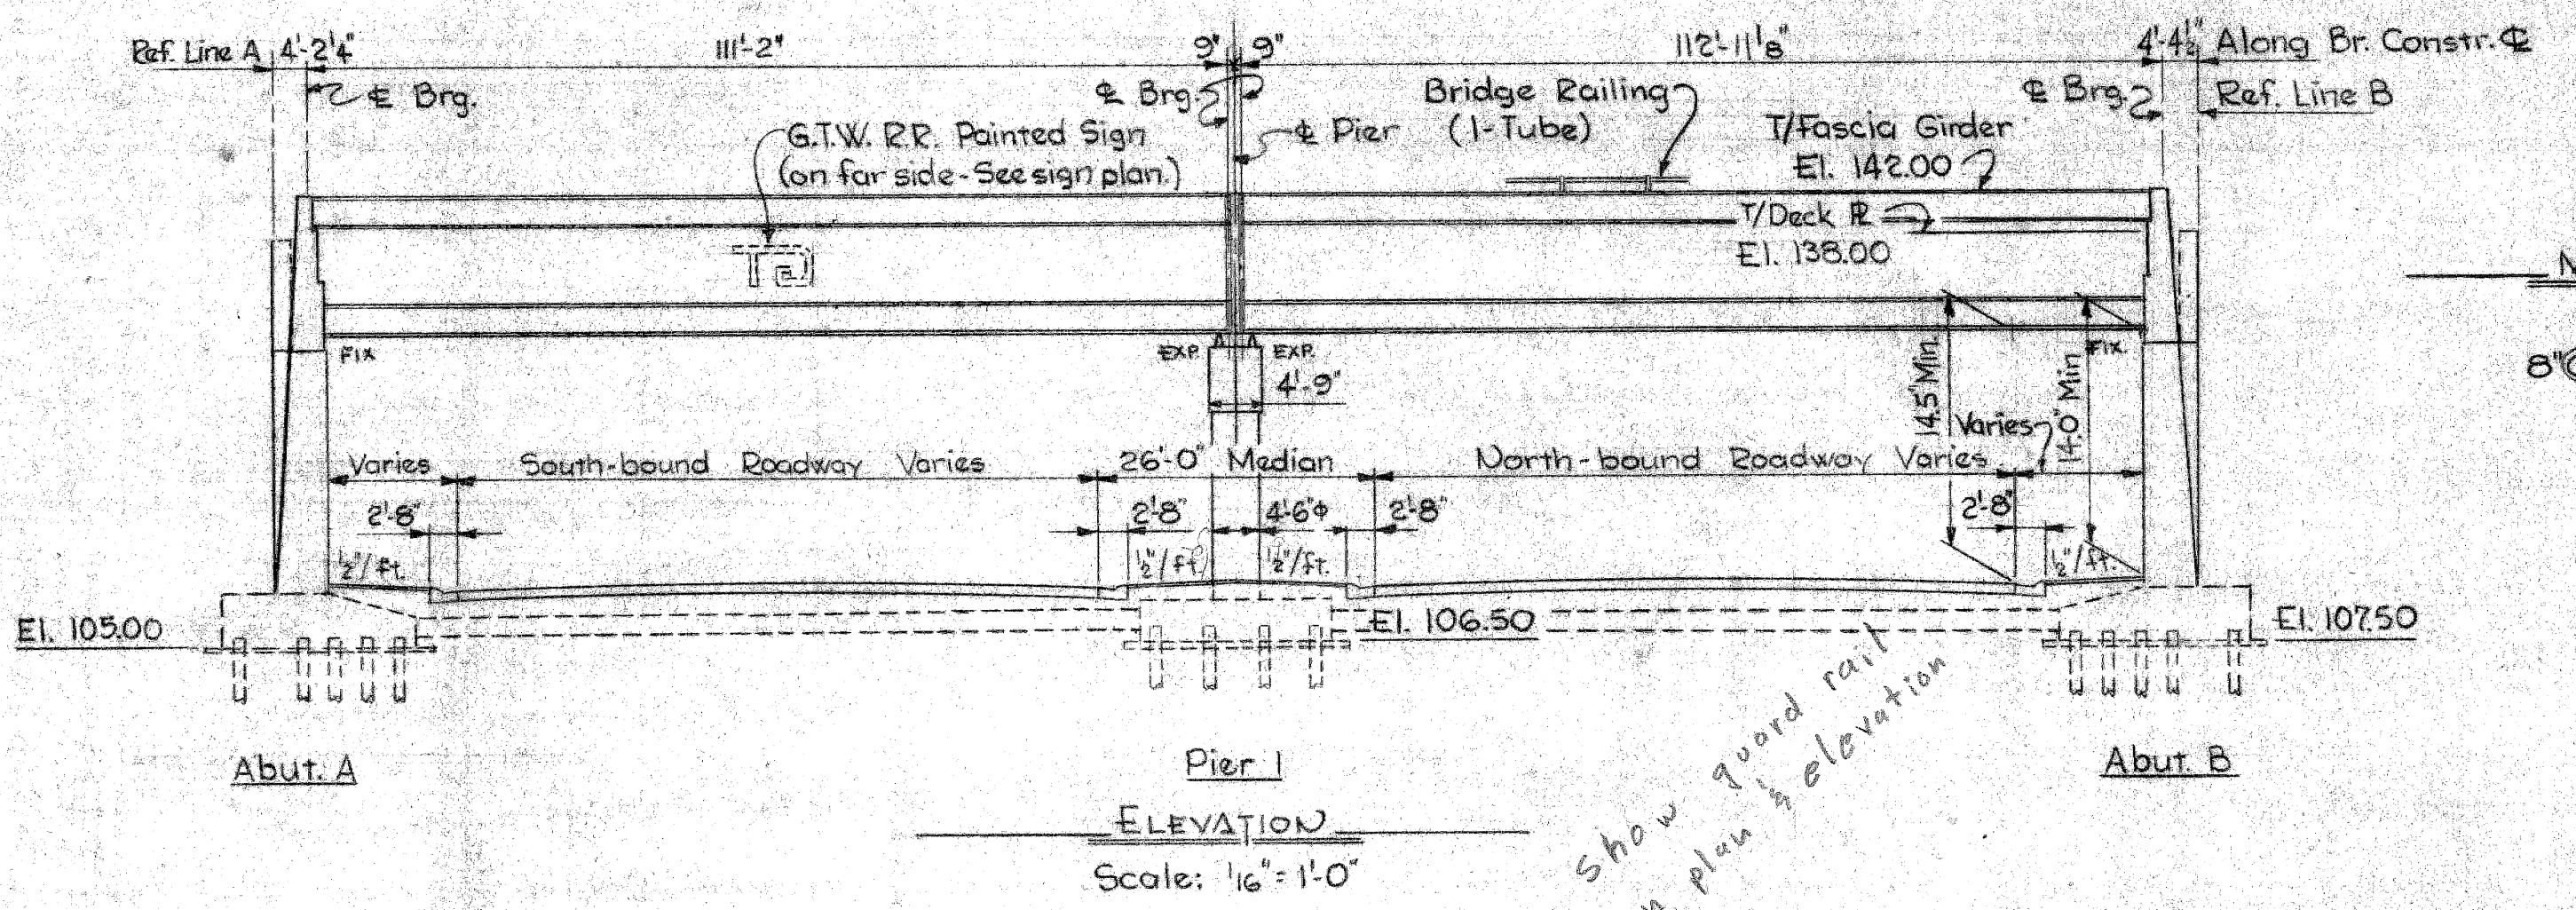 Ref. Line A 4'-2¼" 111'-2" 9" 9" 112'-11⅛" 4'-4½" Along Br. Constr. ℄
℄ Brg. ℄ Brg. Bridge Railing ℄ Brg. Ref. Line B
G.T.W. R.R. Painted Sign ℄ Pier (1-Tube) T/Fascia Girder
(on far side-See sign plan.) El. 142.00
T/Deck ℙL
El. 138.00
GT
FIX EXP. EXP. FIX.
4'-9" 14.5' Min. 14.0' Min
Varies
Varies South-bound Roadway Varies 26'-0" Median North-bound Roadway Varies
2'-8" 2'-8" 4'-6"ϕ 2'-8" 2'-8"
½"/ft. ½"/ft. ½"/ft. ½"/ft.
El. 105.00 El. 106.50 El. 107.50
Abut. A Pier 1 Abut. B
ELEVATION
Scale: 1/16" = 1'-0"
Show guard rail
plan & elevation
8"